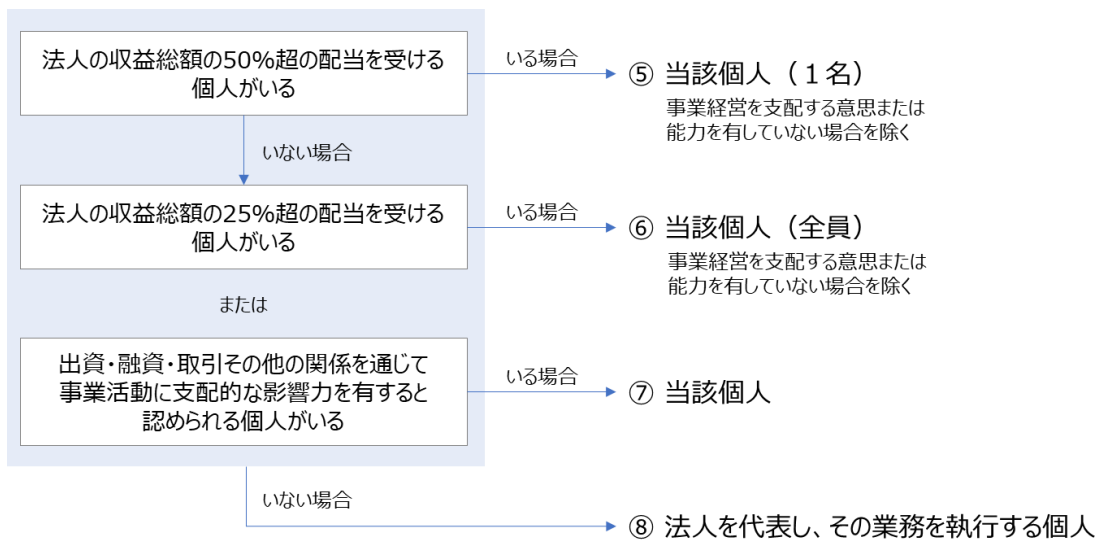 法人の収益総額の50%超の配当を受ける
個人がいる
いる場合
⑤ 当該個人（１名）
事業経営を支配する意思または
能力を有していない場合を除く
いない場合
法人の収益総額の25%超の配当を受ける
個人がいる
いる場合
⑥ 当該個人（全員）
事業経営を支配する意思または
能力を有していない場合を除く
または
出資・融資・取引その他の関係を通じて
事業活動に支配的な影響力を有すると
認められる個人がいる
いる場合
⑦ 当該個人
いない場合
⑧ 法人を代表し、その業務を執行する個人